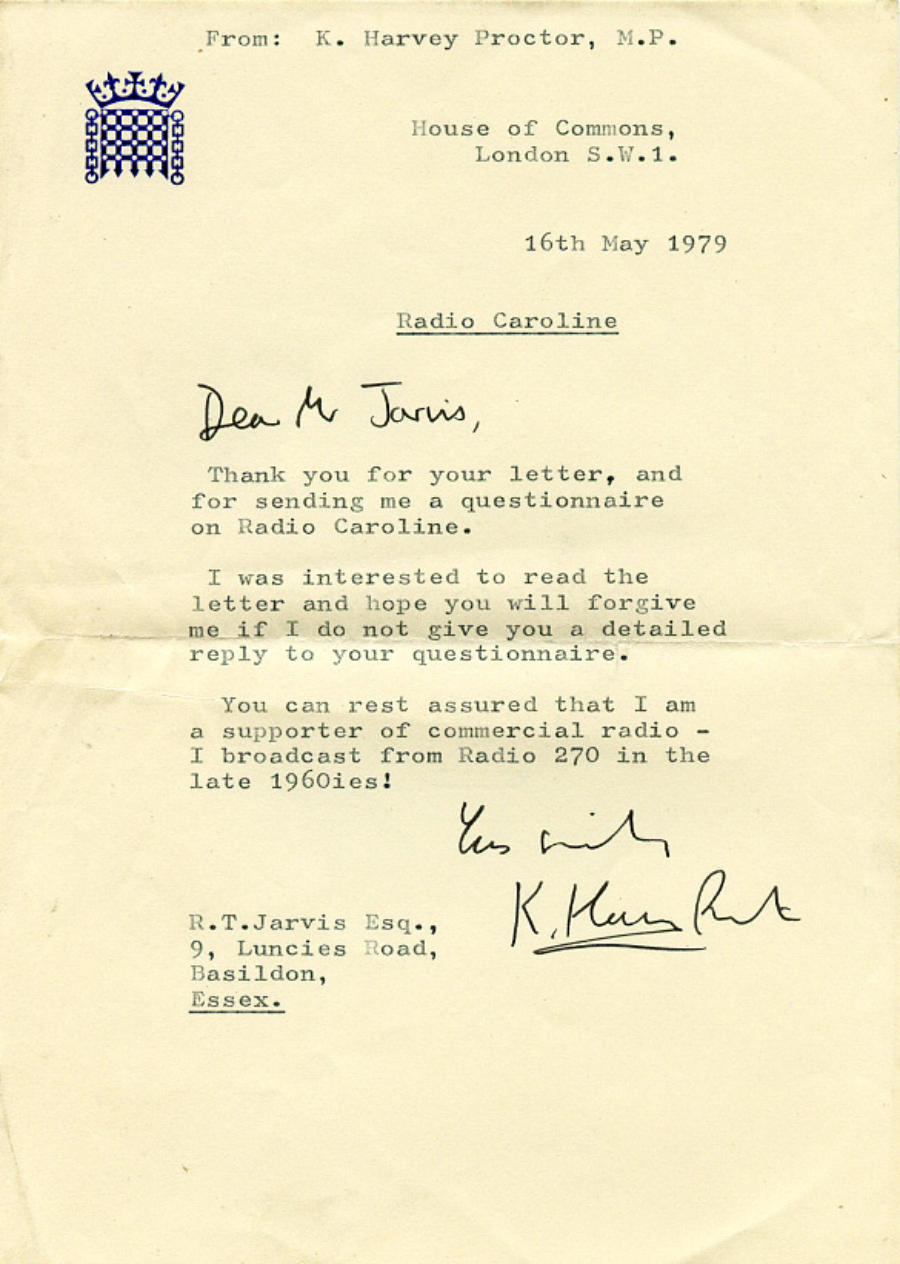 From: K. Harvey Proctor, M.P.
House of Commons,
London S.W.1.
16th May 1979
Radio Caroline
Dear Mr Jarvis,
Thank you for your letter, and
for sending me a questionnaire
on Radio Caroline.
I was interested to read the
letter and hope you will forgive
me if I do not give you a detailed
reply to your questionnaire.
You can rest assured that I am
a supporter of commercial radio -
I broadcast from Radio 270 in the
late 1960ies!
Yours sincerely
K. Harvey Proctor
R.T.Jarvis Esq.,
9, Luncies Road,
Basildon,
Essex.